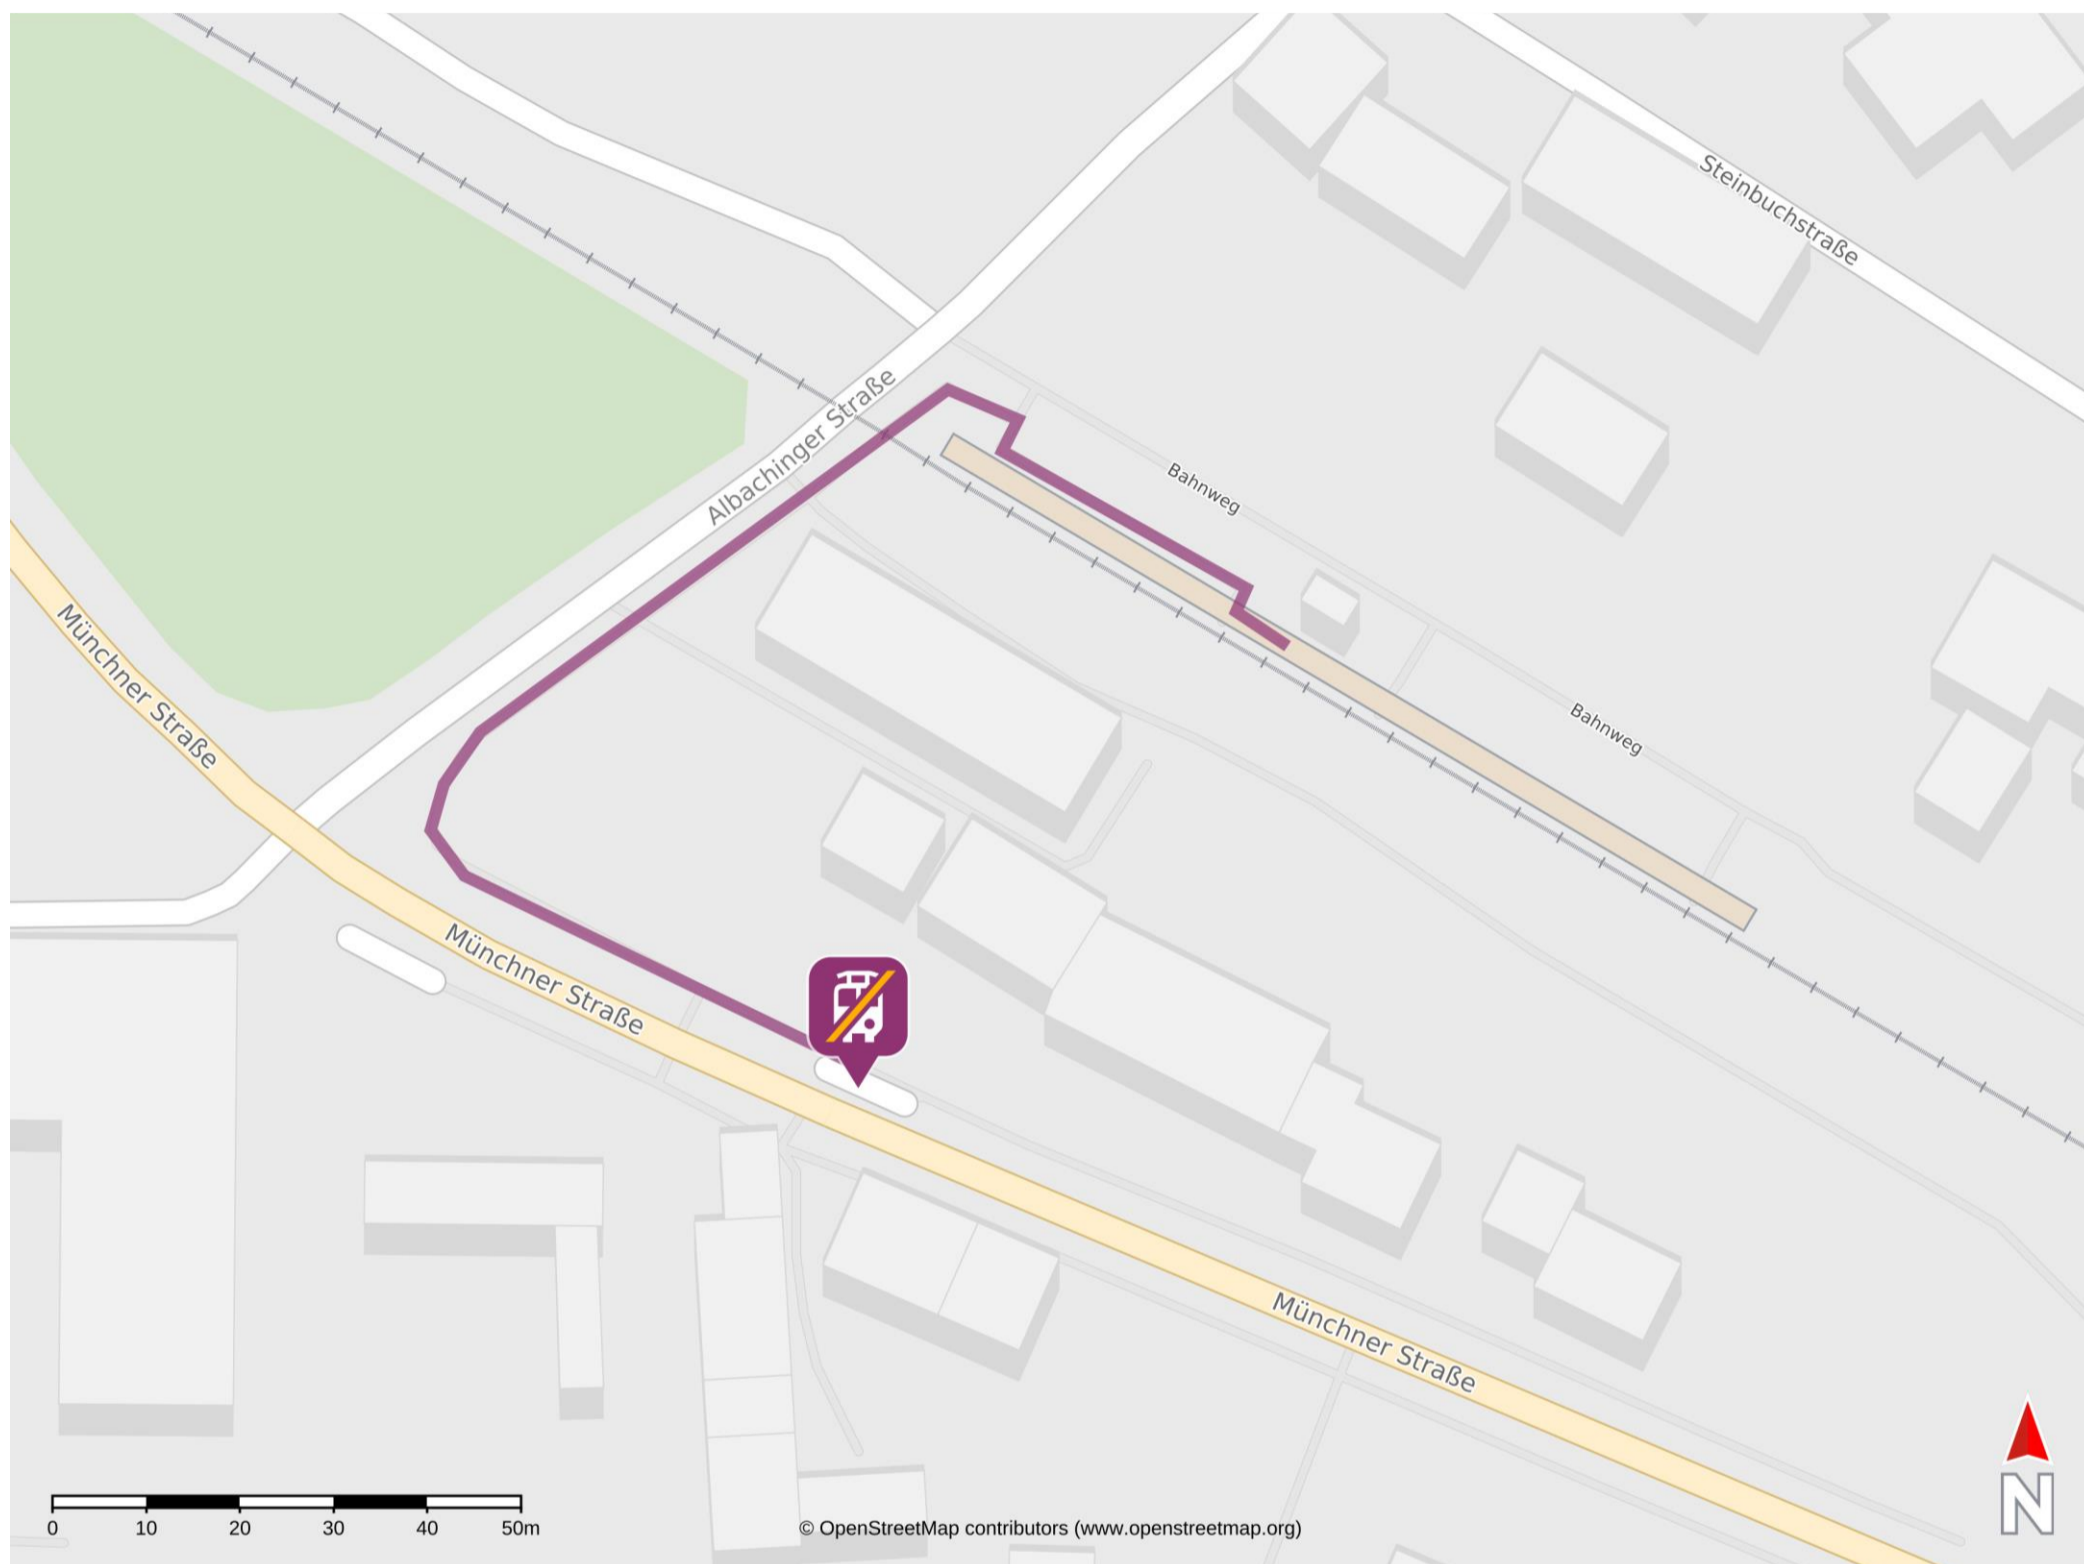 Steinbuchstraße
Albachinger Straße
Bahnweg
Münchner Straße
Bahnweg
Münchner Straße
Münchner Straße
N
0 10 20 30 40 50m
© OpenStreetMap contributors (www.openstreetmap.org)